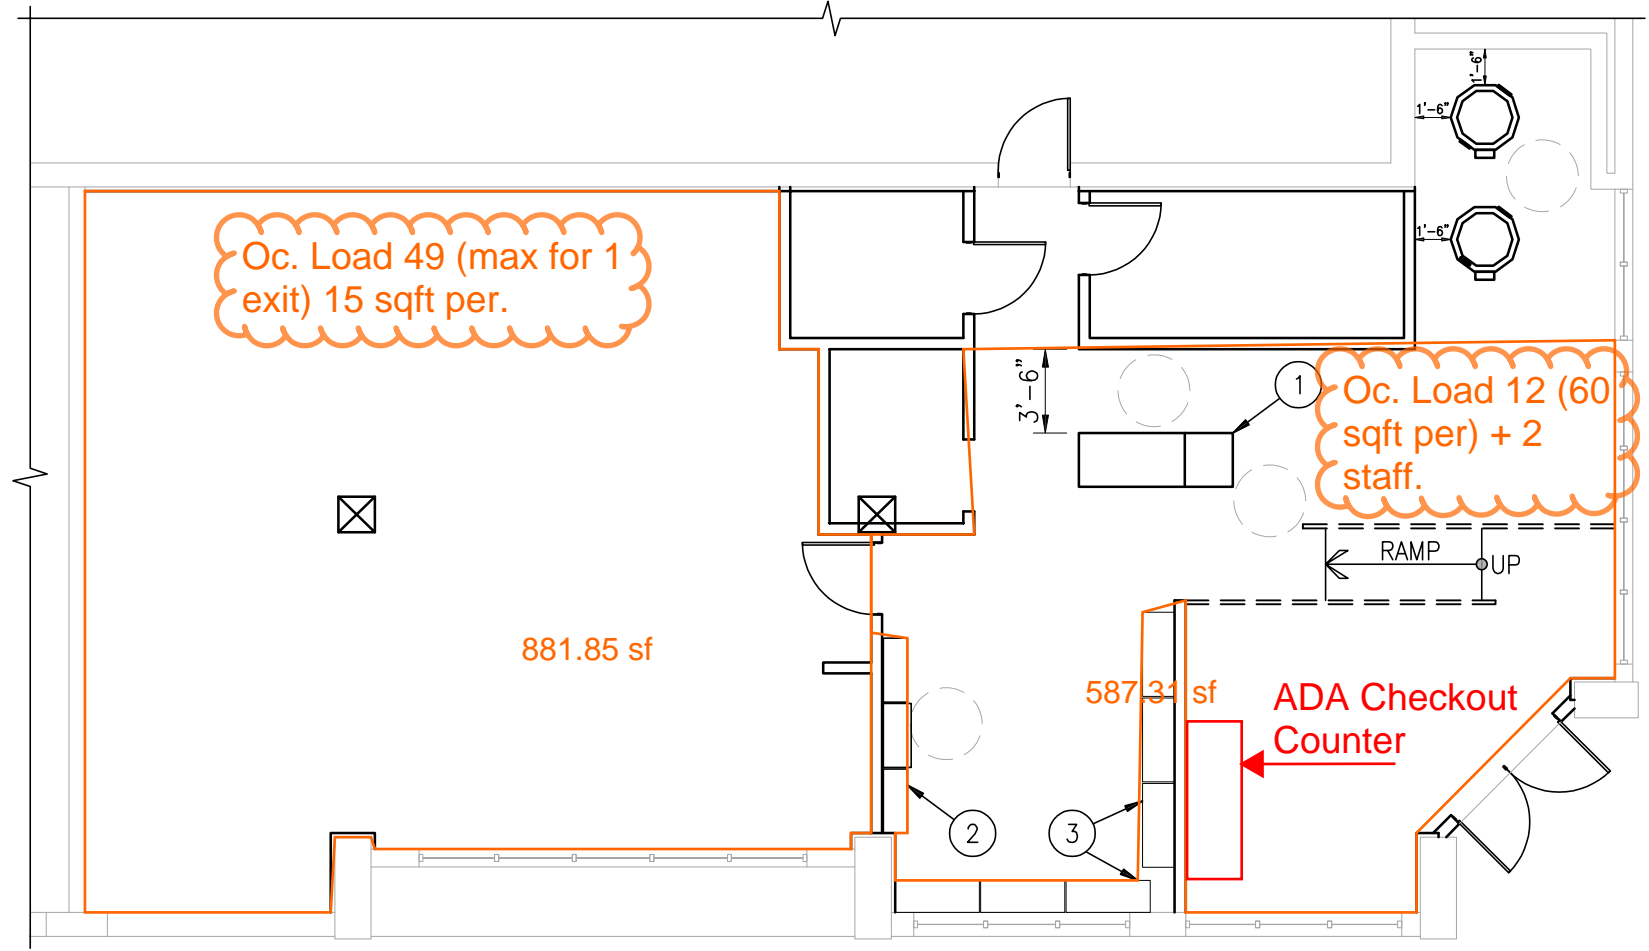 1'-6"
1'-6"
1'-6"
Oc. Load 49 (max for 1
exit) 15 sqft per.
3'-6"
1
Oc. Load 12 (60
sqft per) + 2
staff.
RAMP
UP
881.85 sf
587.31 sf
ADA Checkout
Counter
2
3